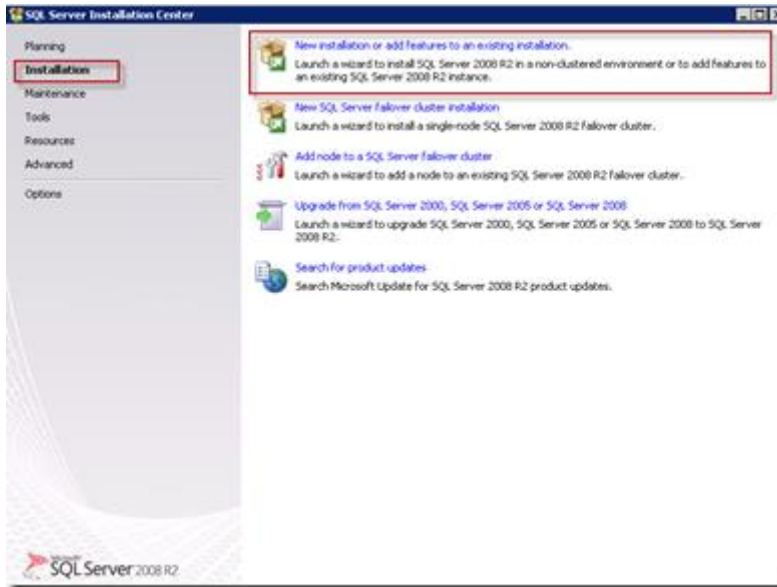 SQL Server Installation Center
Planning
Installation
Maintenance
Tools
Resources
Advanced
Options
New installation or add features to an existing installation.
Launch a wizard to install SQL Server 2008 R2 in a non-clustered environment or to add features to
an existing SQL Server 2008 R2 instance.
New SQL Server failover cluster installation
Launch a wizard to install a single-node SQL Server 2008 R2 failover cluster.
Add node to a SQL Server failover cluster
Launch a wizard to add a node to an existing SQL Server 2008 R2 failover cluster.
Upgrade from SQL Server 2000, SQL Server 2005 or SQL Server 2008
Launch a wizard to upgrade SQL Server 2000, SQL Server 2005 or SQL Server 2008 to SQL Server
2008 R2.
Search for product updates
Search Microsoft Update for SQL Server 2008 R2 product updates.
SQL Server 2008 R2